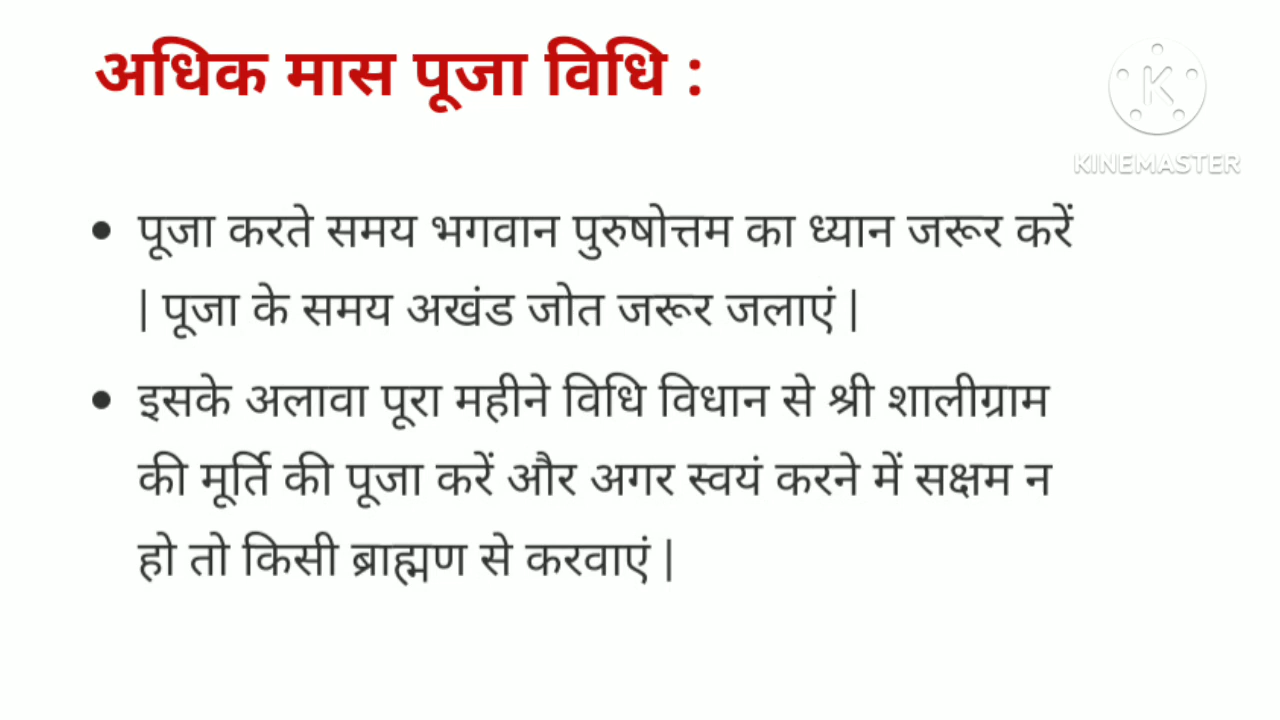 अधिक मास पूजा विधि :
KINEMASTER
• पूजा करते समय भगवान पुरुषोत्तम का ध्यान जरूर करें
| पूजा के समय अखंड जोत जरूर जलाएं |
• इसके अलावा पूरा महीने विधि विधान से श्री शालीग्राम
की मूर्ति की पूजा करें और अगर स्वयं करने में सक्षम न
हो तो किसी ब्राह्मण से करवाएं |